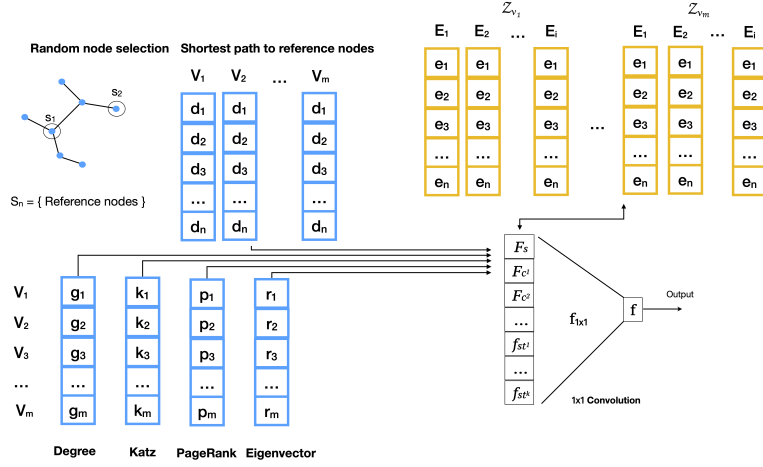 𝒵v1 𝒵vm
E1 E2 ... Ei E1 E2 ... Ei
Random node selection Shortest path to reference nodes
V1 V2 ... Vm
s2
s1
d1 d1 d1
d2 d2 d2
d3 d3 d3
... ... ...
dn dn dn
e1 e1 e1 e1 e1 e1
e2 e2 e2 e2 e2 e2
e3 e3 e3 e3 e3 e3
... ... ... ... ... ... ...
en en en en en en
Sn = { Reference nodes }
V1 g1 k1 p1 r1
V2 g2 k2 p2 r2
V3 g3 k3 p3 r3
... ... ... ... ...
Vm gm km pm rm
Degree Katz PageRank Eigenvector
Fs
Fc1
Fc2
...
fst1
...
fstk
f1x1
f
Output
1x1 Convolution